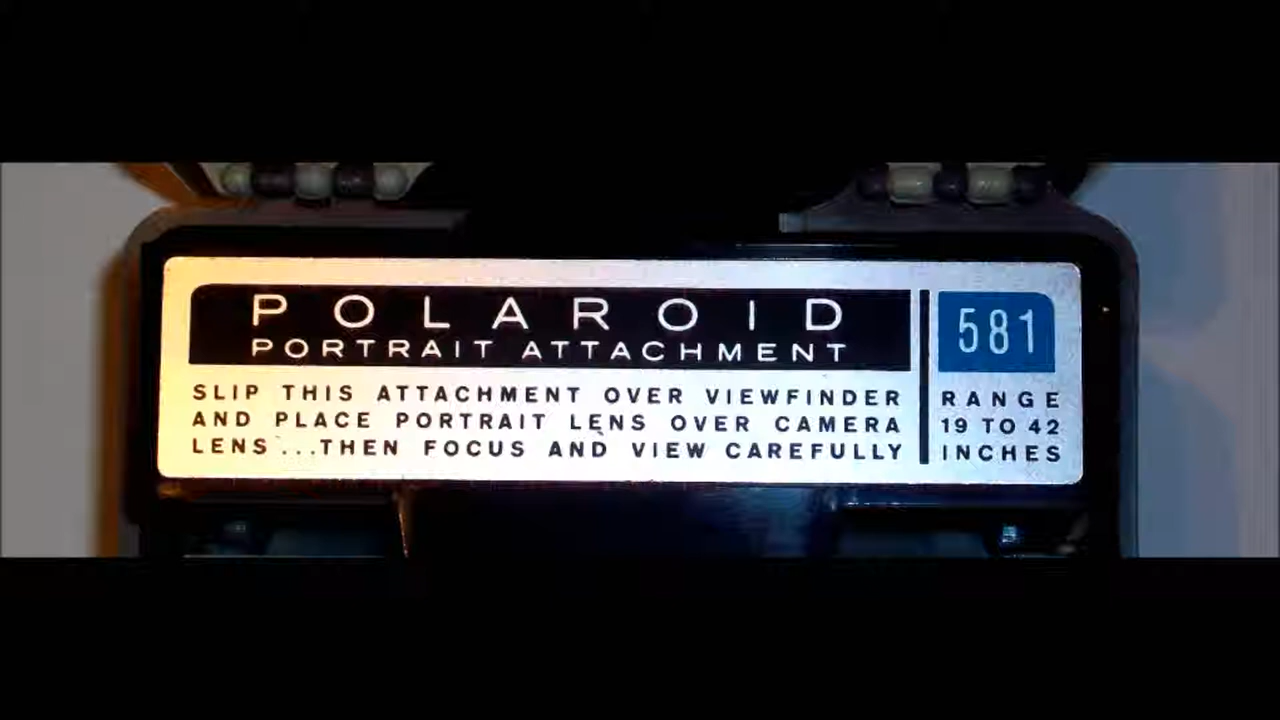 POLAROID
PORTRAIT ATTACHMENT
SLIP THIS ATTACHMENT OVER VIEWFINDER
AND PLACE PORTRAIT LENS OVER CAMERA
LENS ...THEN FOCUS AND VIEW CAREFULLY
581
RANGE
19 TO 42
INCHES